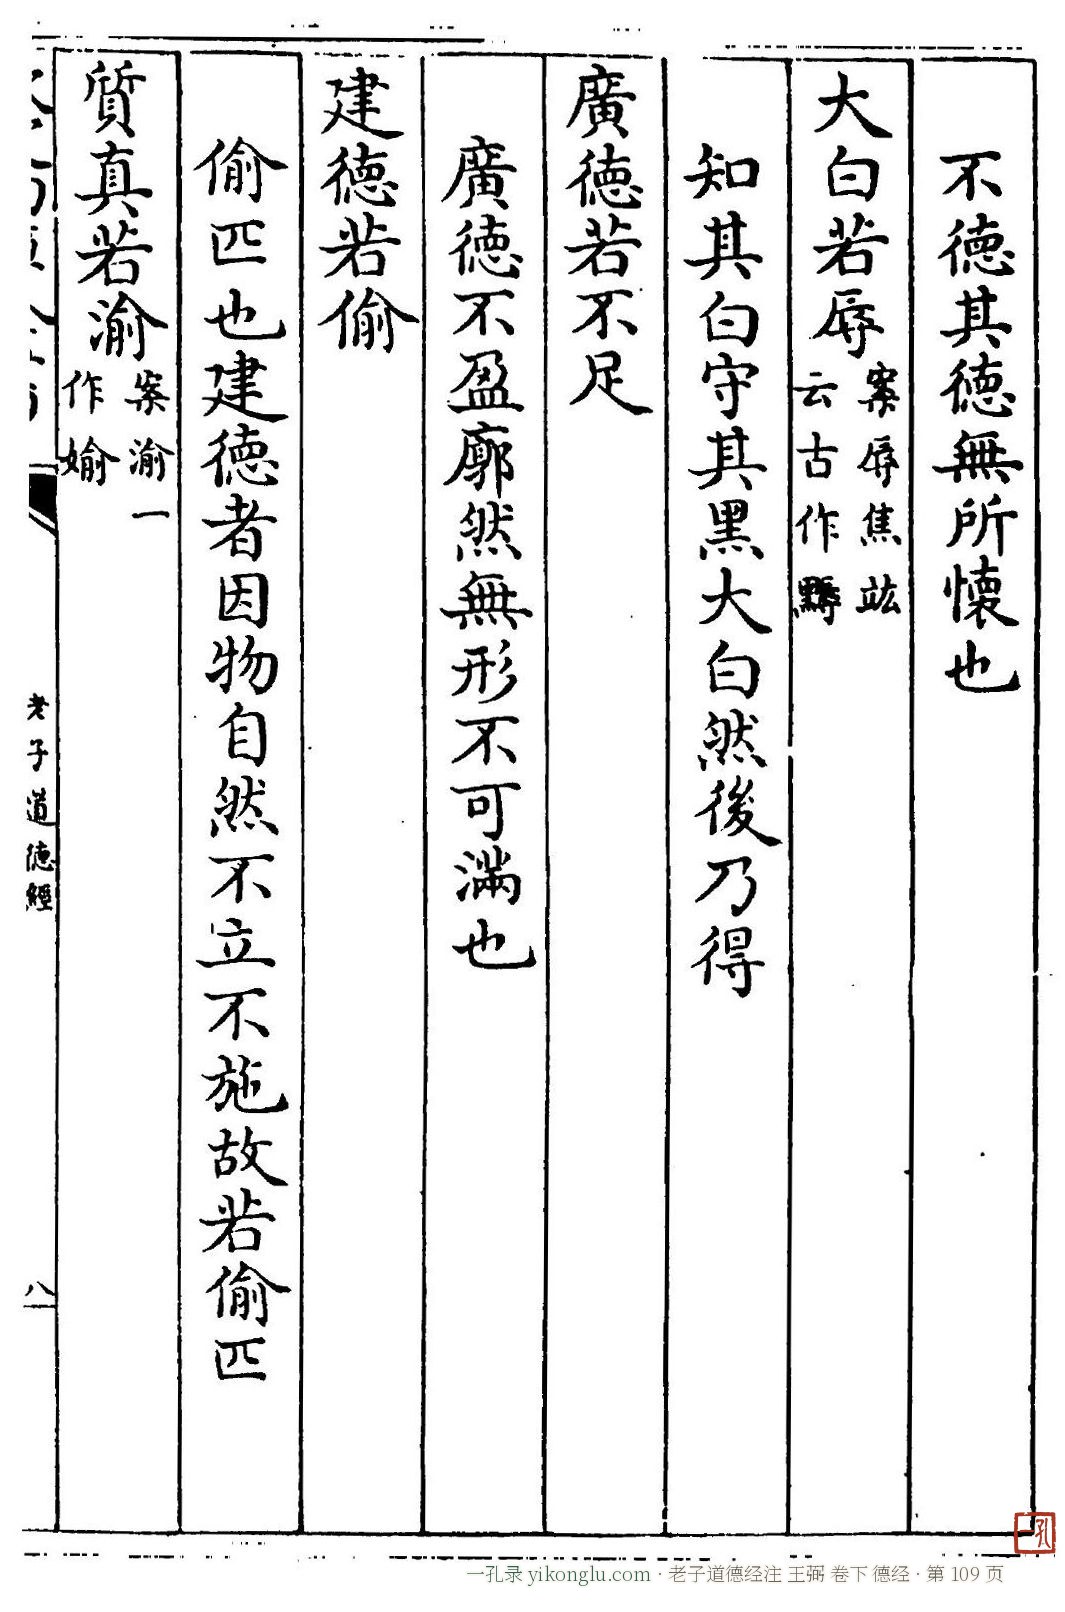 不德其德無所懷也
大白若辱案辱焦竑云古作䵰
知其白守其黑大白然後乃得
廣德若不足
廣德不盈廓然無形不可滿也
建德若偷
偷匹也建德者因物自然不立不施故若偷匹
質真若渝案渝一作媮
老子道德經
八
一孔
一孔录 yikonglu.com · 老子道德经注 王弼 卷下 德经 · 第 109 页